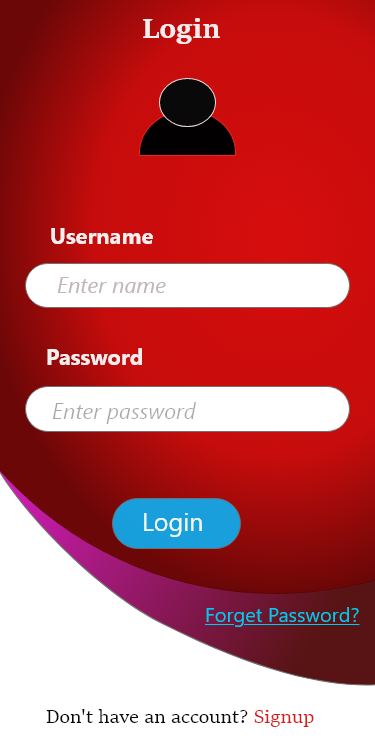 Login
Username
Enter name
Password
Enter password
Login
Forget Password?
Don't have an account? Signup